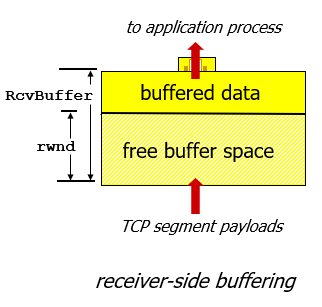 to application process
RcvBuffer
buffered data
rwnd
free buffer space
TCP segment payloads
receiver-side buffering